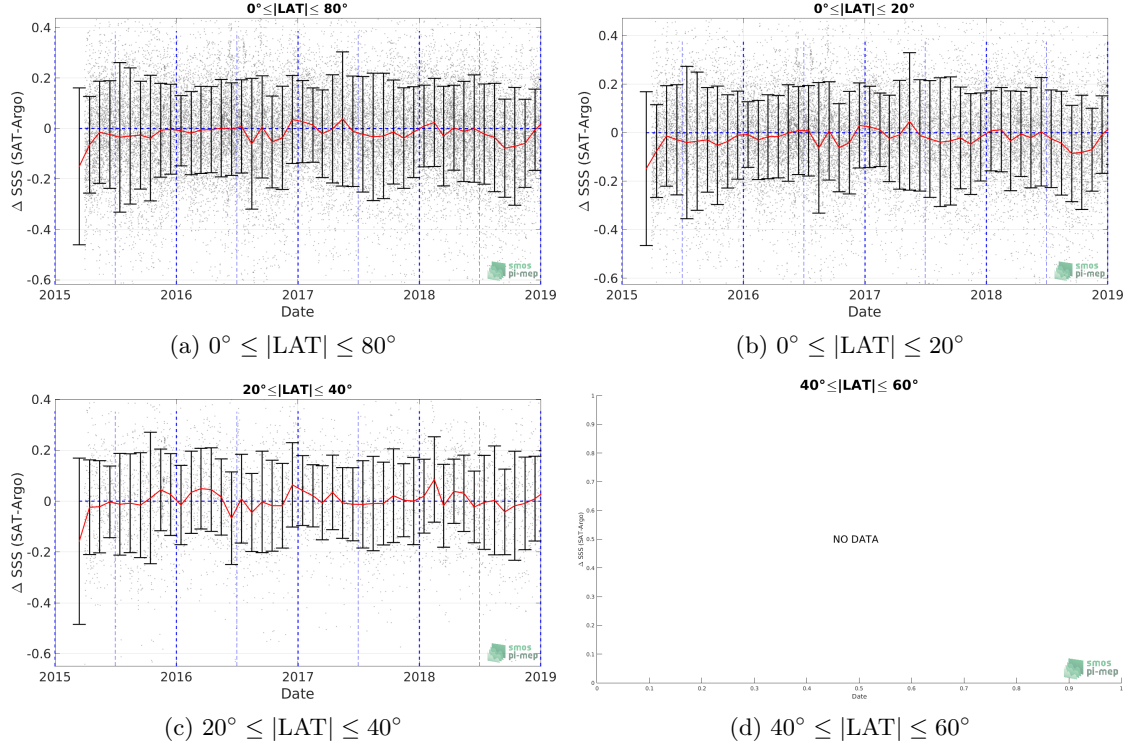 0°≤|LAT|≤ 80°
0.4
0.2
0
-0.2
-0.4
-0.6
Δ SSS (SAT-Argo)
2015
2016
2017
2018
2019
Date
smos
pi-mep
(a) 0° ≤ |LAT| ≤ 80°
0°≤|LAT|≤ 20°
0.4
0.2
0
-0.2
-0.4
-0.6
Δ SSS (SAT-Argo)
2015
2016
2017
2018
2019
Date
smos
pi-mep
(b) 0° ≤ |LAT| ≤ 20°
20°≤|LAT|≤ 40°
0.4
0.2
0
-0.2
-0.4
-0.6
Δ SSS (SAT-Argo)
2015
2016
2017
2018
2019
Date
smos
pi-mep
(c) 20° ≤ |LAT| ≤ 40°
40°≤|LAT|≤ 60°
1
0.9
0.8
0.7
0.6
0.5
0.4
0.3
0.2
0.1
0
Δ SSS (SAT-Argo)
NO DATA
0
0.1
0.2
0.3
0.4
0.5
0.6
0.7
0.8
0.9
1
Date
smos
pi-mep
(d) 40° ≤ |LAT| ≤ 60°